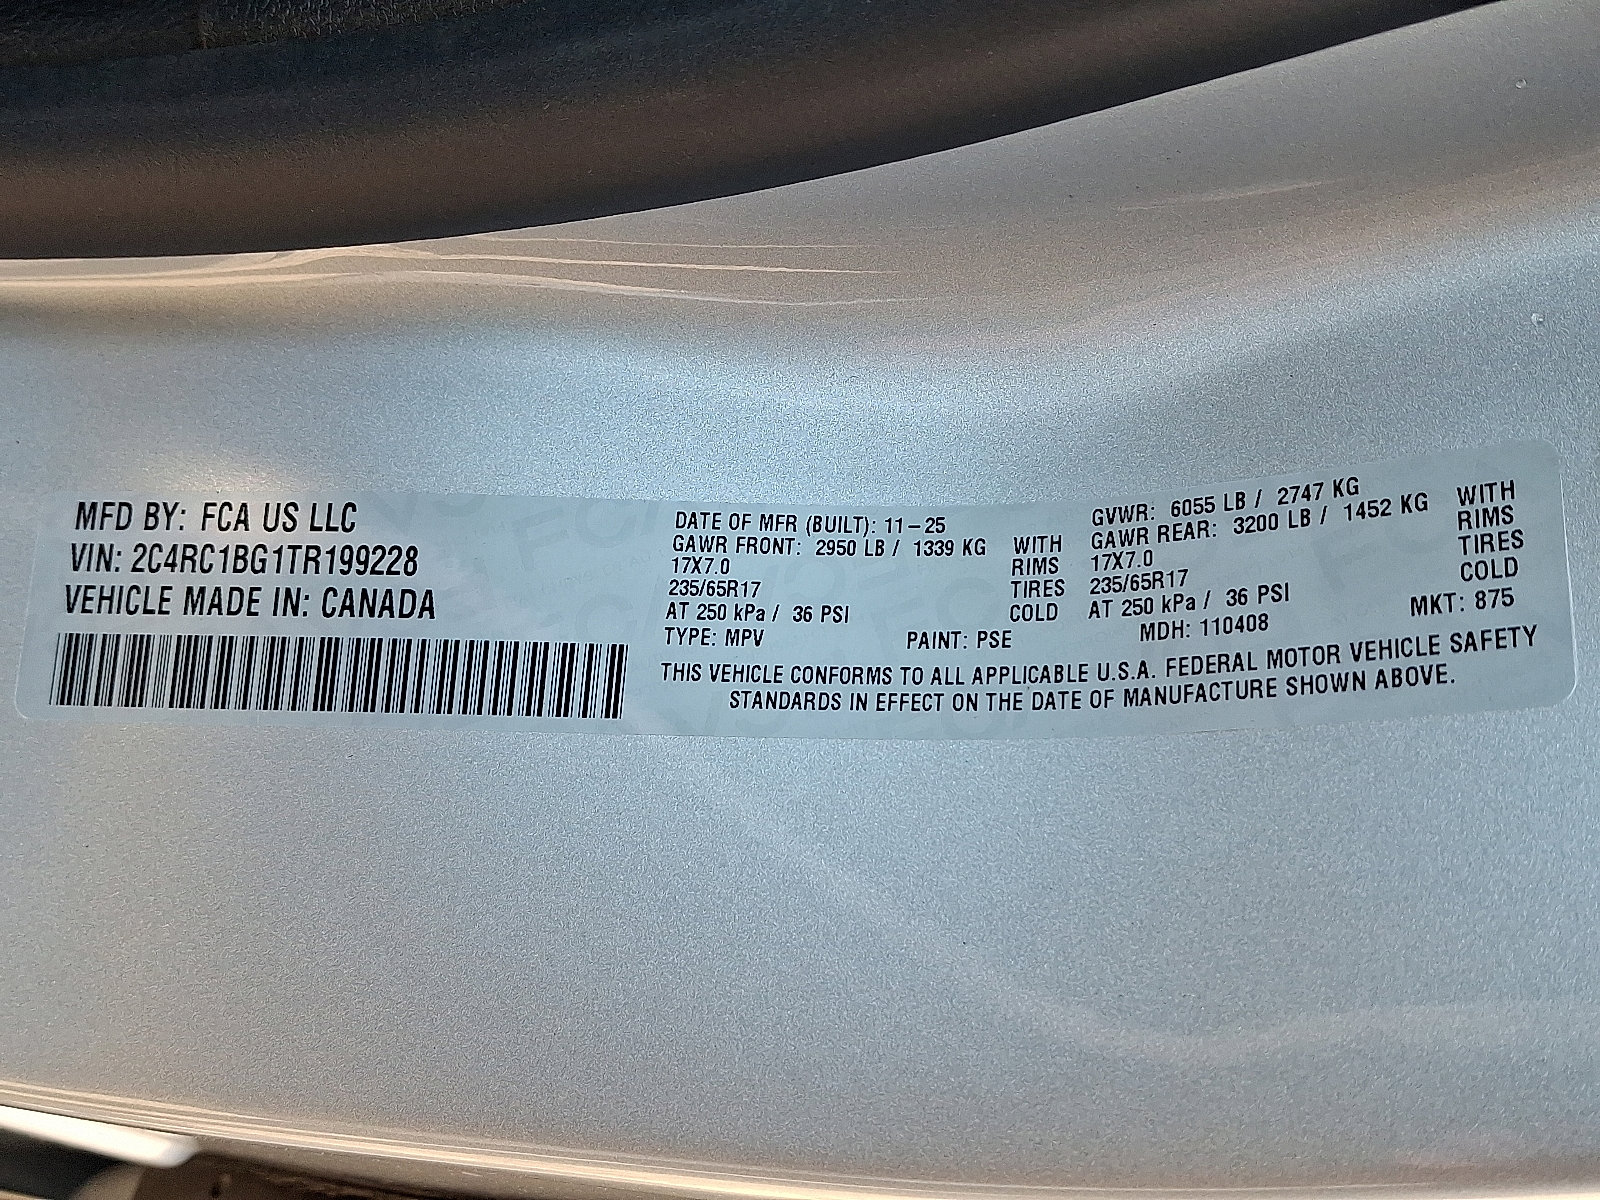 MFD BY: FCA US LLC
VIN: 2C4RC1BG1TR199228
VEHICLE MADE IN: CANADA
DATE OF MFR (BUILT): 11-25
GAWR FRONT: 2950 LB / 1339 KG WITH
17X7.0 RIMS
235/65R17 TIRES
AT 250 kPa / 36 PSI COLD
GVWR: 6055 LB / 2747 KG
GAWR REAR: 3200 LB / 1452 KG WITH
17X7.0 RIMS
235/65R17 TIRES
AT 250 kPa / 36 PSI COLD
TYPE: MPV PAINT: PSE MDH: 110408 MKT: 875
THIS VEHICLE CONFORMS TO ALL APPLICABLE U.S.A. FEDERAL MOTOR VEHICLE SAFETY
STANDARDS IN EFFECT ON THE DATE OF MANUFACTURE SHOWN ABOVE.